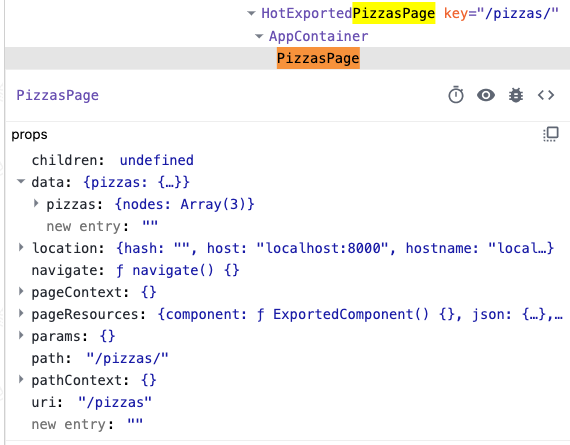 HotExportedPizzasPage key="/pizzas/"
AppContainer
PizzasPage
PizzasPage
props
children: undefined
data: {pizzas: {…}}
pizzas: {nodes: Array(3)}
new entry: ""
location: {hash: "", host: "localhost:8000", hostname: "local…}
navigate: ƒ navigate() {}
pageContext: {}
pageResources: {component: ƒ ExportedComponent() {}, json: {…},…
params: {}
path: "/pizzas/"
pathContext: {}
uri: "/pizzas"
new entry: ""